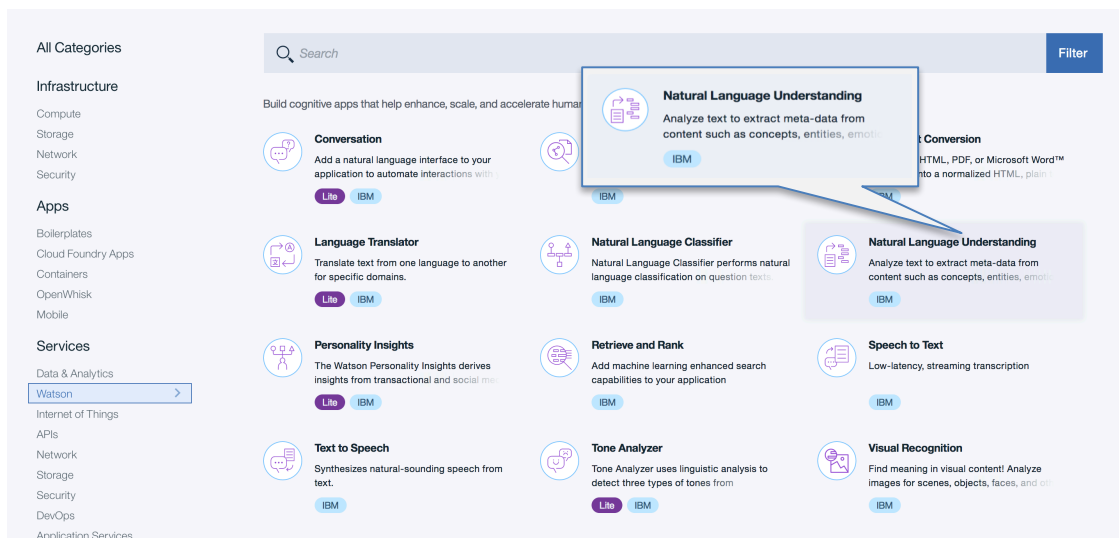 All Categories
Infrastructure
Compute
Storage
Network
Security
Apps
Boilerplates
Cloud Foundry Apps
Containers
OpenWhisk
Mobile
Services
Data & Analytics
Watson
Internet of Things
APIs
Network
Storage
Security
DevOps
Application Services
Search
Filter
Build cognitive apps that help enhance, scale, and accelerate human
Natural Language Understanding
Analyze text to extract meta-data from
content such as concepts, entities,
IBM
Conversation
Add a natural language interface to your
application to automate interactions with
Lite IBM
IBM
Conversion
HTML, PDF, or Microsoft Word™
into a normalized HTML, plain
Language Translator
Translate text from one language to another
for specific domains.
Lite IBM
Natural Language Classifier
Natural Language Classifier performs natural
language classification on question texts.
IBM
Natural Language Understanding
Analyze text to extract meta-data from
content such as concepts, entities,
IBM
Personality Insights
The Watson Personality Insights derives
insights from transactional and social
Lite IBM
Retrieve and Rank
Add machine learning enhanced search
capabilities to your application
IBM
Speech to Text
Low-latency, streaming transcription
IBM
Text to Speech
Synthesizes natural-sounding speech from
text.
IBM
Tone Analyzer
Tone Analyzer uses linguistic analysis to
detect three types of tones from
Lite IBM
Visual Recognition
Find meaning in visual content! Analyze
images for scenes, objects, faces, and
IBM